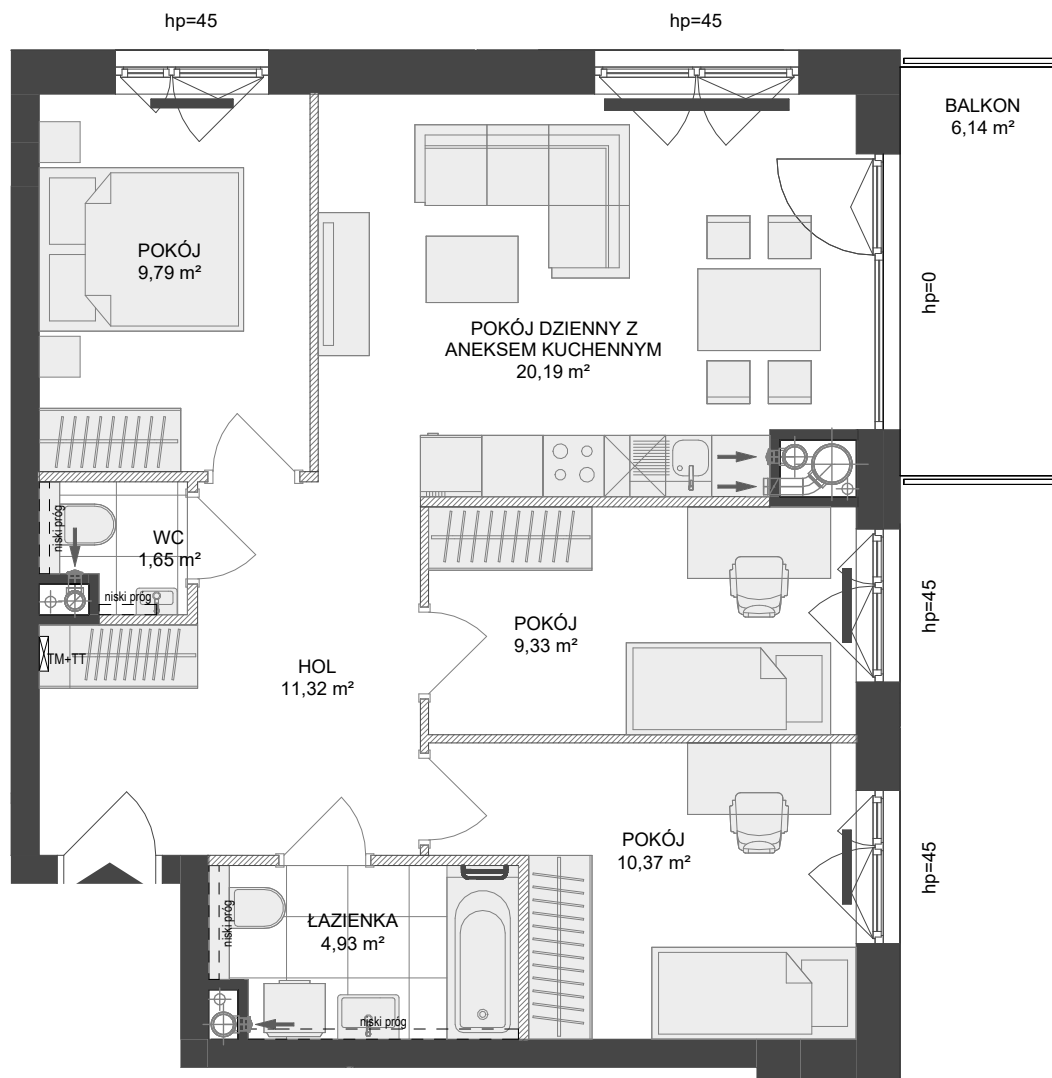 hp=45
hp=45
BALKON
6,14 m²
POKÓJ
9,79 m²
hp=0
POKÓJ DZIENNY Z
ANEKSEM KUCHENNYM
20,19 m²
niski próg
WC
1,65 m²
niski próg
hp=45
POKÓJ
9,33 m²
TM+TT
HOL
11,32 m²
POKÓJ
10,37 m²
hp=45
niski próg
ŁAZIENKA
4,93 m²
niski próg